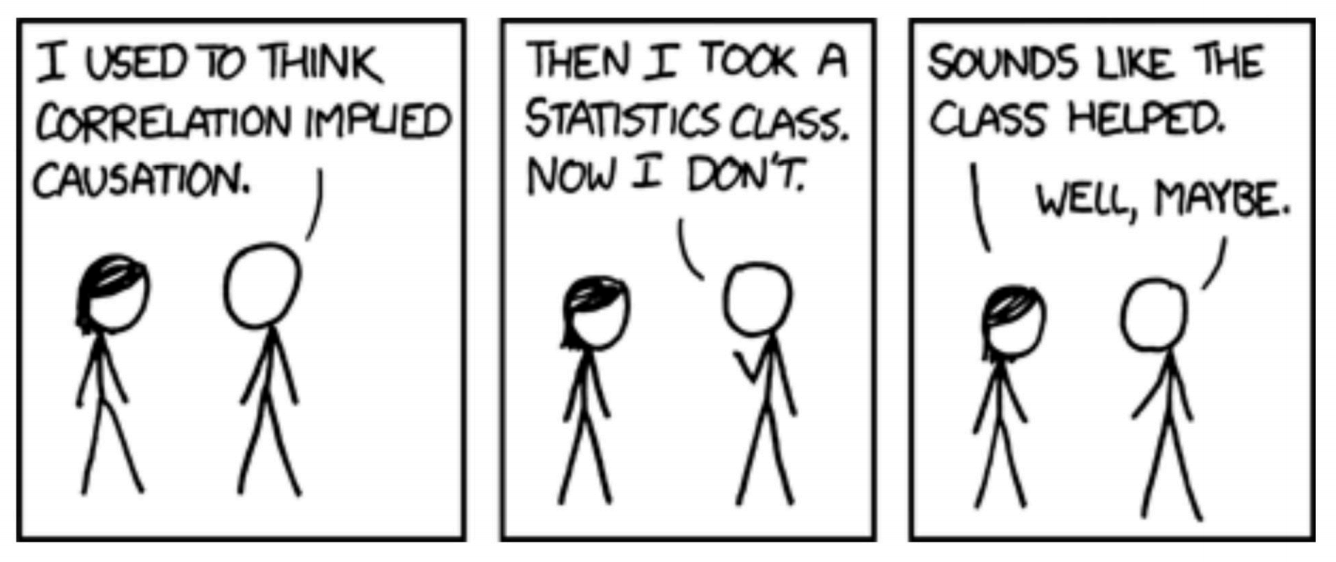 I USED TO THINK
CORRELATION IMPLIED
CAUSATION.
THEN I TOOK A
STATISTICS CLASS.
NOW I DON'T.
SOUNDS LIKE THE
CLASS HELPED.
WELL, MAYBE.